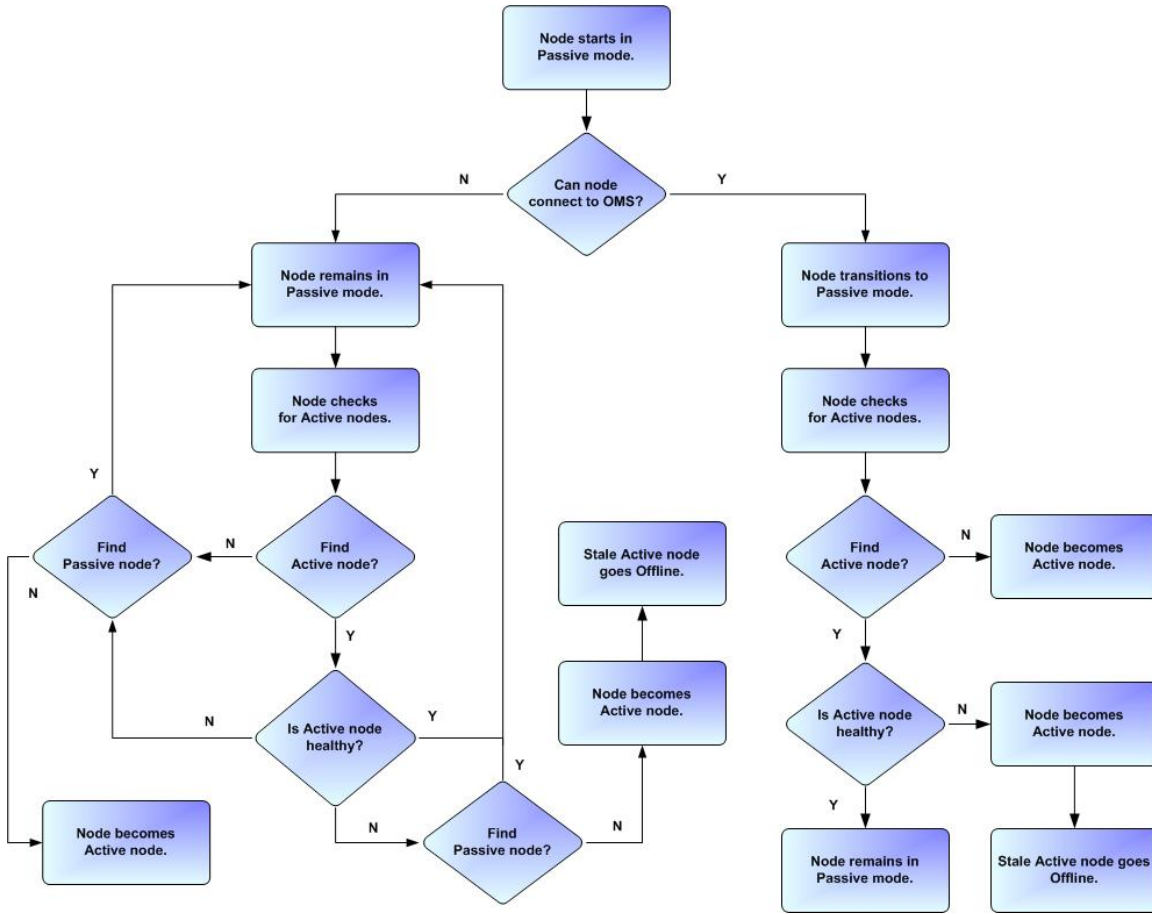 Node starts in
Passive mode.
Can node
connect to OMS?
N
Y
Node remains in
Passive mode.
Node transitions to
Passive mode.
Node checks
for Active nodes.
Node checks
for Active nodes.
Y
Find
Passive node?
N
Find
Active node?
N
Y
Stale Active node
goes Offline.
Find
Active node?
N
Node becomes
Active node.
Y
Is Active node
healthy?
N
Y
Node becomes
Active node.
Is Active node
healthy?
N
Node becomes
Active node.
Y
N
Y
Find
Passive node?
N
Node becomes
Active node.
Node remains in
Passive mode.
Stale Active node goes
Offline.